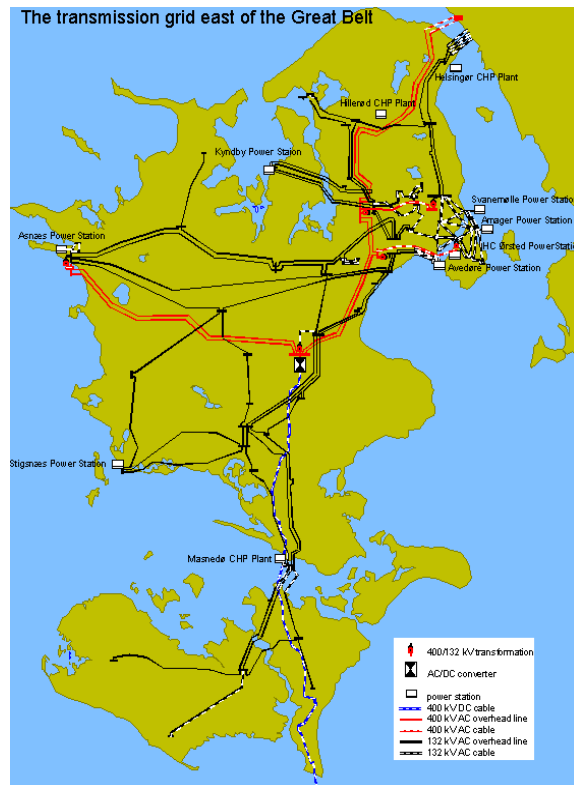 The transmission grid east of the Great Belt
Helsingør CHP Plant
Hillerød CHP Plant
Kyndby Power Staion
Svanemølle Power Station
Amager Power Station
HC Ørsted PowerStation
Asnæs Power Station
Avedøre Power Station
Stigsnæs Power Station
Masnedø CHP Plant
400/132 kV transformation
AC/DC converter
power station
400 kV DC cable
400 kV AC overhead line
400 kV AC cable
132 kV AC overhead line
132 kV AC cable